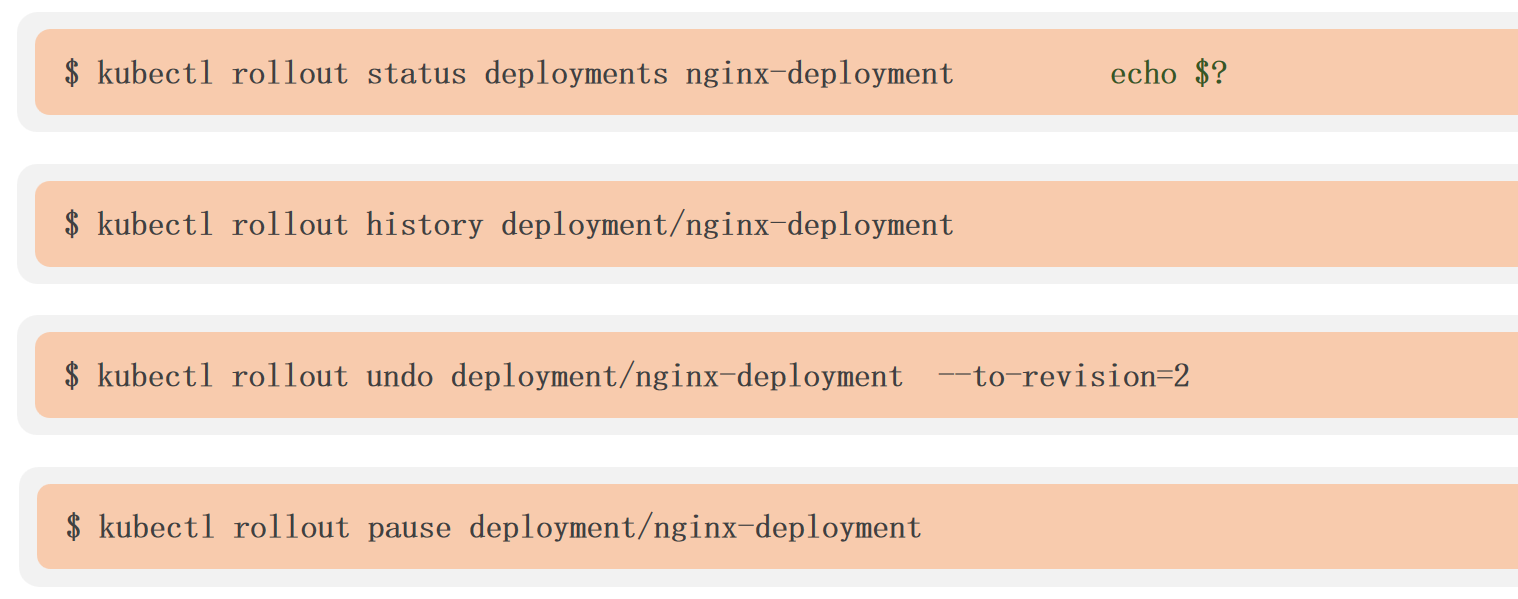 $ kubectl rollout status deployments nginx-deployment echo $?
$ kubectl rollout history deployment/nginx-deployment
$ kubectl rollout undo deployment/nginx-deployment --to-revision=2
$ kubectl rollout pause deployment/nginx-deployment